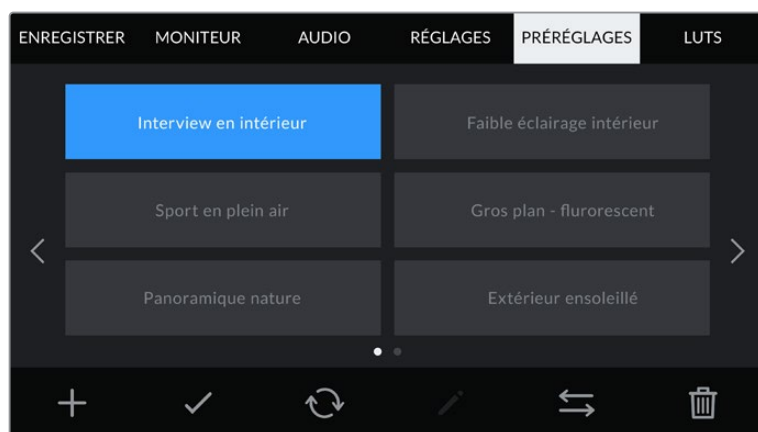 ENREGISTRER MONITEUR AUDIO RÉGLAGES PRÉRÉGLAGES LUTS
Interview en intérieur Faible éclairage intérieur
Sport en plein air Gros plan - flurorescent
Panoramique nature Extérieur ensoleillé